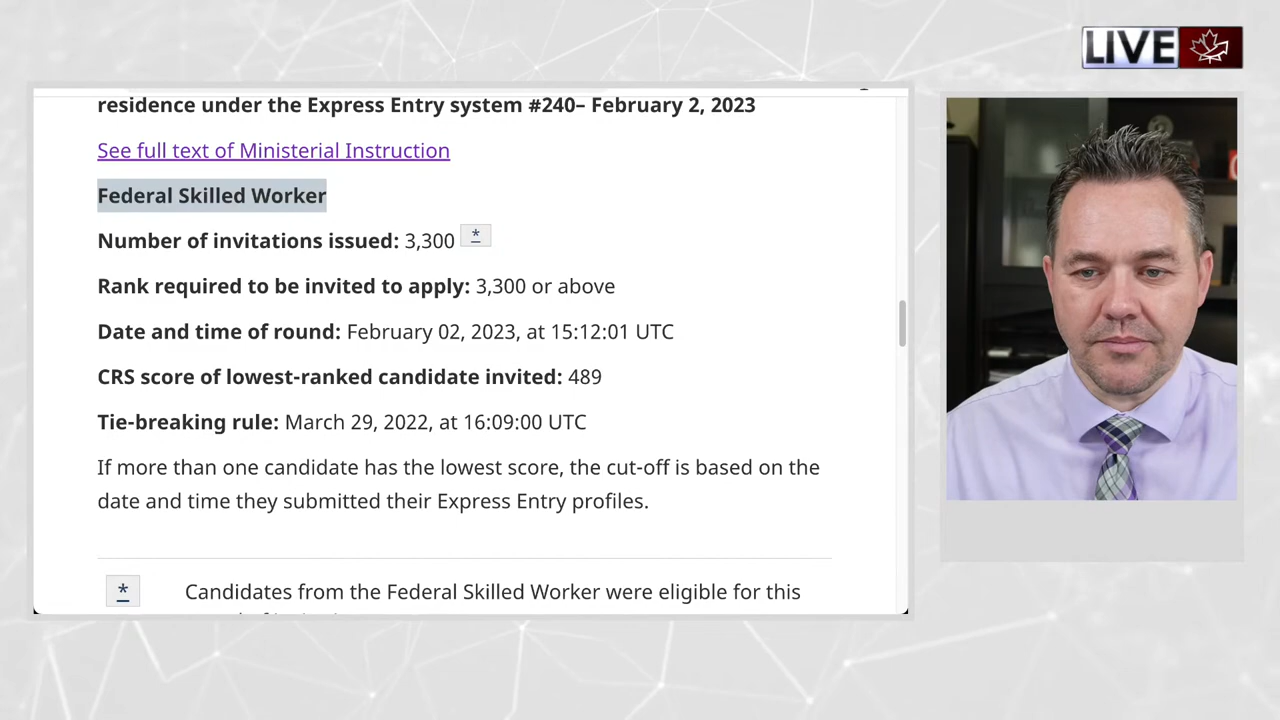 LIVE
residence under the Express Entry system #240– February 2, 2023
See full text of Ministerial Instruction
Federal Skilled Worker
Number of invitations issued: 3,300 *
Rank required to be invited to apply: 3,300 or above
Date and time of round: February 02, 2023, at 15:12:01 UTC
CRS score of lowest-ranked candidate invited: 489
Tie-breaking rule: March 29, 2022, at 16:09:00 UTC
If more than one candidate has the lowest score, the cut-off is based on the
date and time they submitted their Express Entry profiles.
* Candidates from the Federal Skilled Worker were eligible for this